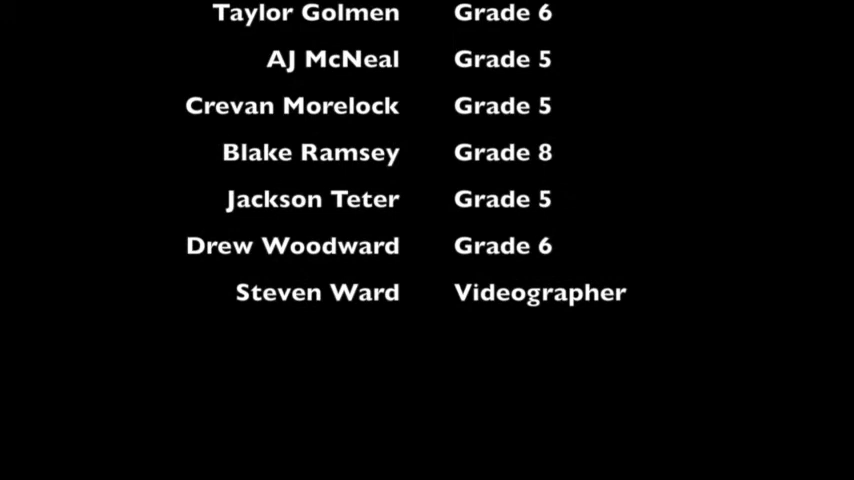 Taylor Golmen Grade 6
AJ McNeal Grade 5
Crevan Morelock Grade 5
Blake Ramsey Grade 8
Jackson Teter Grade 5
Drew Woodward Grade 6
Steven Ward Videographer